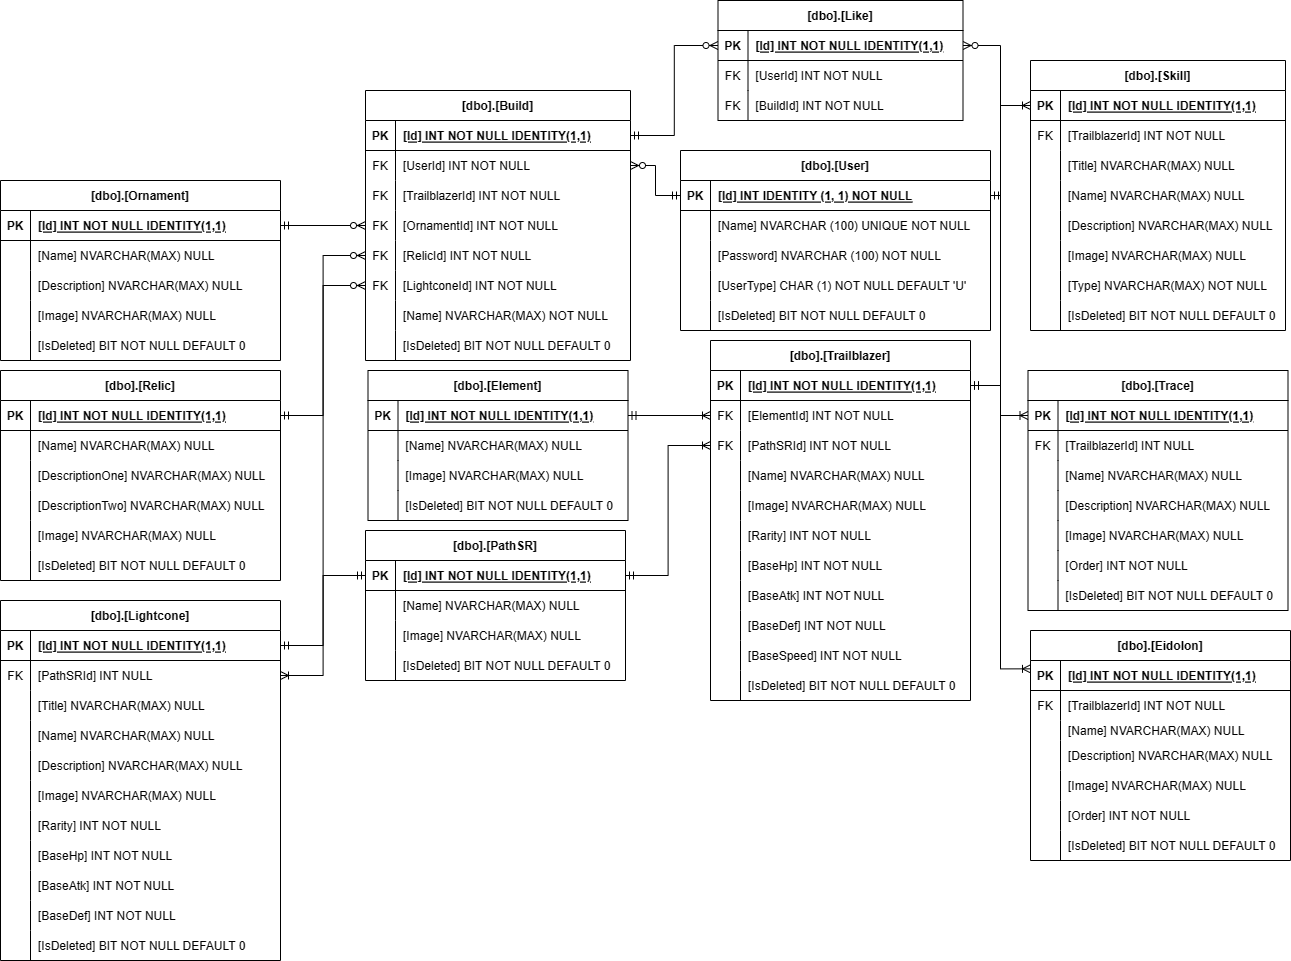 [dbo].[Like]
PK [Id] INT NOT NULL IDENTITY(1,1)
FK [UserId] INT NOT NULL
FK [BuildId] INT NOT NULL
[dbo].[Skill]
PK [Id] INT NOT NULL IDENTITY(1,1)
FK [TrailblazerId] INT NOT NULL
[Title] NVARCHAR(MAX) NULL
[Name] NVARCHAR(MAX) NULL
[Description] NVARCHAR(MAX) NULL
[Image] NVARCHAR(MAX) NULL
[Type] NVARCHAR(MAX) NOT NULL
[IsDeleted] BIT NOT NULL DEFAULT 0
[dbo].[Build]
PK [Id] INT NOT NULL IDENTITY(1,1)
FK [UserId] INT NOT NULL
FK [TrailblazerId] INT NOT NULL
FK [OrnamentId] INT NOT NULL
FK [RelicId] INT NOT NULL
FK [LightconeId] INT NOT NULL
[Name] NVARCHAR(MAX) NOT NULL
[IsDeleted] BIT NOT NULL DEFAULT 0
[dbo].[User]
PK [Id] INT IDENTITY (1, 1) NOT NULL
[Name] NVARCHAR (100) UNIQUE NOT NULL
[Password] NVARCHAR (100) NOT NULL
[UserType] CHAR (1) NOT NULL DEFAULT 'U'
[IsDeleted] BIT NOT NULL DEFAULT 0
[dbo].[Ornament]
PK [Id] INT NOT NULL IDENTITY(1,1)
[Name] NVARCHAR(MAX) NULL
[Description] NVARCHAR(MAX) NULL
[Image] NVARCHAR(MAX) NULL
[IsDeleted] BIT NOT NULL DEFAULT 0
[dbo].[Relic]
PK [Id] INT NOT NULL IDENTITY(1,1)
[Name] NVARCHAR(MAX) NULL
[DescriptionOne] NVARCHAR(MAX) NULL
[DescriptionTwo] NVARCHAR(MAX) NULL
[Image] NVARCHAR(MAX) NULL
[IsDeleted] BIT NOT NULL DEFAULT 0
[dbo].[Element]
PK [Id] INT NOT NULL IDENTITY(1,1)
[Name] NVARCHAR(MAX) NULL
[Image] NVARCHAR(MAX) NULL
[IsDeleted] BIT NOT NULL DEFAULT 0
[dbo].[Trailblazer]
PK [Id] INT NOT NULL IDENTITY(1,1)
FK [ElementId] INT NOT NULL
FK [PathSRId] INT NOT NULL
[Name] NVARCHAR(MAX) NULL
[Image] NVARCHAR(MAX) NULL
[Rarity] INT NOT NULL
[BaseHp] INT NOT NULL
[BaseAtk] INT NOT NULL
[BaseDef] INT NOT NULL
[BaseSpeed] INT NOT NULL
[IsDeleted] BIT NOT NULL DEFAULT 0
[dbo].[Trace]
PK [Id] INT NOT NULL IDENTITY(1,1)
FK [TrailblazerId] INT NULL
[Name] NVARCHAR(MAX) NULL
[Description] NVARCHAR(MAX) NULL
[Image] NVARCHAR(MAX) NULL
[Order] INT NOT NULL
[IsDeleted] BIT NOT NULL DEFAULT 0
[dbo].[PathSR]
PK [Id] INT NOT NULL IDENTITY(1,1)
[Name] NVARCHAR(MAX) NULL
[Image] NVARCHAR(MAX) NULL
[IsDeleted] BIT NOT NULL DEFAULT 0
[dbo].[Lightcone]
PK [Id] INT NOT NULL IDENTITY(1,1)
FK [PathSRId] INT NULL
[Title] NVARCHAR(MAX) NULL
[Name] NVARCHAR(MAX) NULL
[Description] NVARCHAR(MAX) NULL
[Image] NVARCHAR(MAX) NULL
[Rarity] INT NOT NULL
[BaseHp] INT NOT NULL
[BaseAtk] INT NOT NULL
[BaseDef] INT NOT NULL
[IsDeleted] BIT NOT NULL DEFAULT 0
[dbo].[Eidolon]
PK [Id] INT NOT NULL IDENTITY(1,1)
FK [TrailblazerId] INT NOT NULL
[Name] NVARCHAR(MAX) NULL
[Description] NVARCHAR(MAX) NULL
[Image] NVARCHAR(MAX) NULL
[Order] INT NOT NULL
[IsDeleted] BIT NOT NULL DEFAULT 0